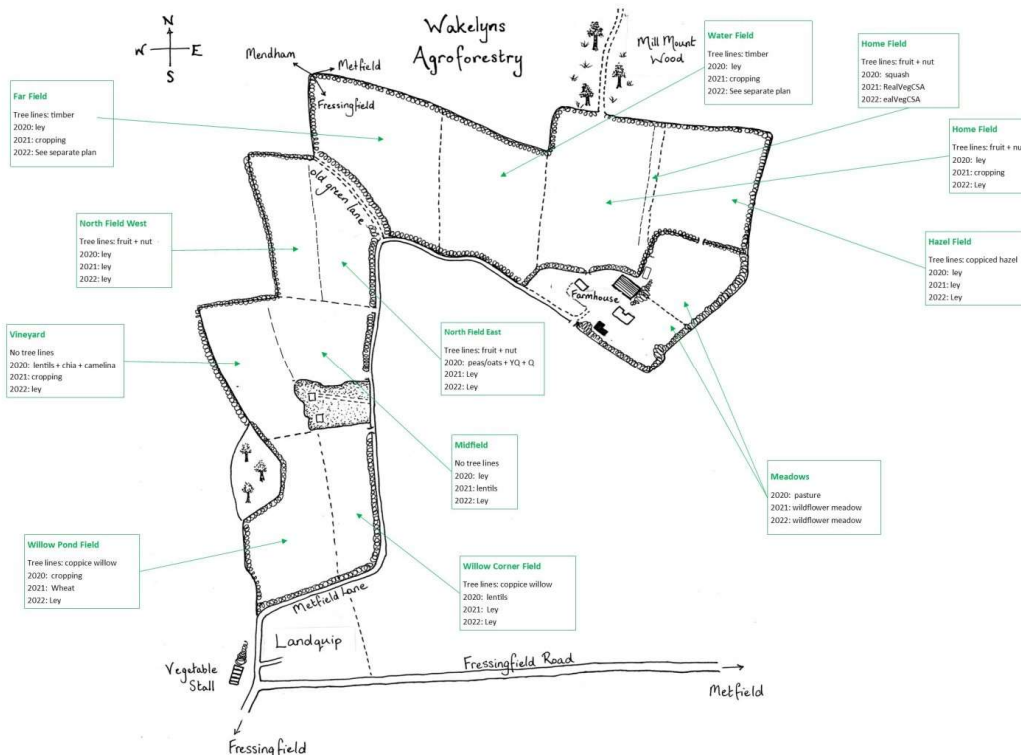 N
W E
S
Wakelyns
Agroforestry
Mill Mount
Wood
Mendham
Metfield
Fressingfield
Water Field
Tree lines: timber
2020: ley
2021: cropping
2022: See separate plan
Home Field
Tree lines: fruit + nut
2020: squash
2021: RealVegCSA
2022: ealVegCSA
Far Field
Tree lines: timber
2020: ley
2021: cropping
2022: See separate plan
Home Field
Tree lines: fruit + nu
2020: ley
2021: cropping
2022: Ley
old green lane
North Field West
Tree lines: fruit + nut
2020: ley
2021: ley
2022: ley
Hazel Field
Tree lines: coppiced hazel
2020: ley
2021: ley
2022: Ley
Farmhouse
Vineyard
No tree lines
2020: lentils + chia + camelina
2021: cropping
2022: ley
North Field East
Tree lines: fruit + nut
2020: peas/oats + YQ + Q
2021: Ley
2022: Ley
Midfield
No tree lines
2020: ley
2021: lentils
2022: Ley
Meadows
2020: pasture
2021: wildflower meadow
2022: wildflower meadow
Willow Pond Field
Tree lines: coppice willow
2020: cropping
2021: Wheat
2022: Ley
Willow Corner Field
Tree lines: coppice willow
2020: lentils
2021: Ley
2022: Ley
Metfield Lane
Landquip
Vegetable
Stall
Fressingfield Road
Metfield
Fressingfield